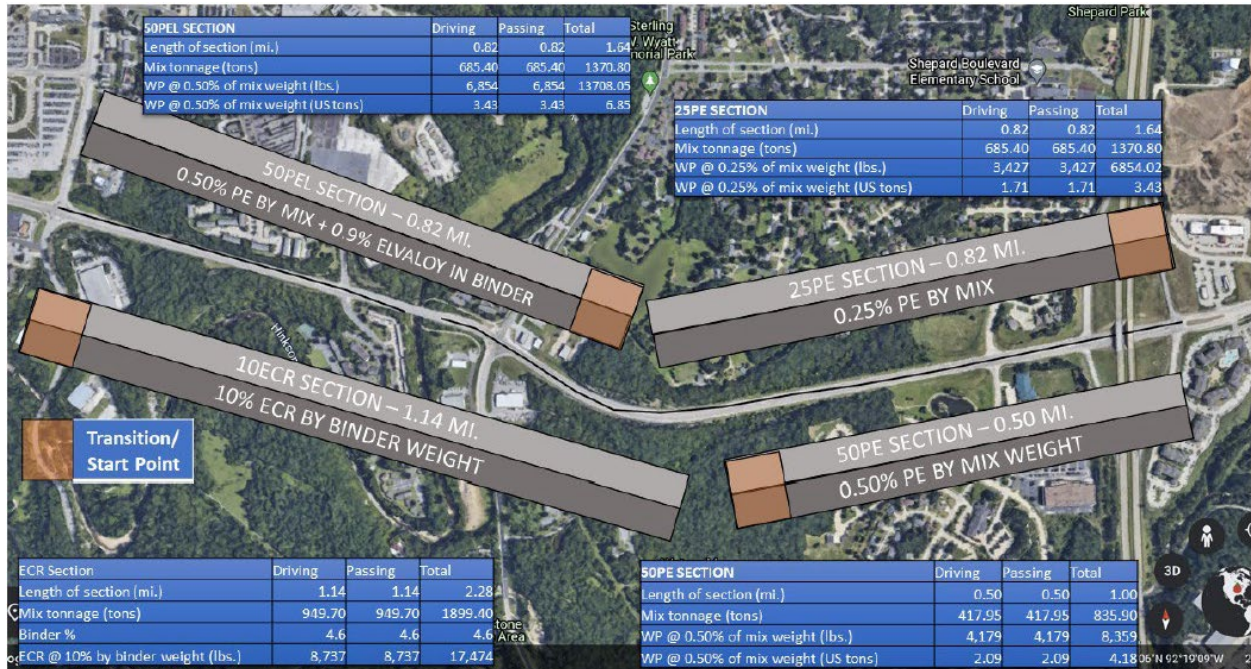 Shepard Park
Sterling
Wyatt
Park
50PEL SECTION Driving Passing Total
Length of section (mi.) 0.82 0.82 1.64
Mix tonnage (tons) 685.40 685.40 1370.80
WP @ 0.50% of mix weight (lbs.) 6,854 6,854 13708.05
WP @ 0.50% of mix weight (US tons) 3.43 3.43 6.85
Shepard Boulevard
Elementary School
25PE SECTION Driving Passing Total
Length of section (mi.) 0.82 0.82 1.64
Mix tonnage (tons) 685.40 685.40 1370.80
WP @ 0.25% of mix weight (lbs.) 3,427 3,427 6854.02
WP @ 0.25% of mix weight (US tons) 1.71 1.71 3.43
50PEL SECTION – 0.82 MI.
0.50% PE BY MIX + 0.9% ELVALOY IN BINDER
25PE SECTION – 0.82 MI.
0.25% PE BY MIX
10ECR SECTION – 1.14 MI.
10% ECR BY BINDER WEIGHT
50PE SECTION – 0.50 MI.
0.50% PE BY MIX WEIGHT
Transition/
Start Point
ECR Section Driving Passing Total
Length of section (mi.) 1.14 1.14 2.28
Mix tonnage (tons) 949.70 949.70 1899.40
Binder % 4.6 4.6 4.6
ECR @ 10% by binder weight (lbs.) 8,737 8,737 17,474
Area
50PE SECTION Driving Passing Total
Length of section (mi.) 0.50 0.50 1.00
Mix tonnage (tons) 417.95 417.95 835.90
WP @ 0.50% of mix weight (lbs.) 4,179 4,179 8,359
WP @ 0.50% of mix weight (US tons) 2.09 2.09 4.18
3D
06"N 92°19'09"W